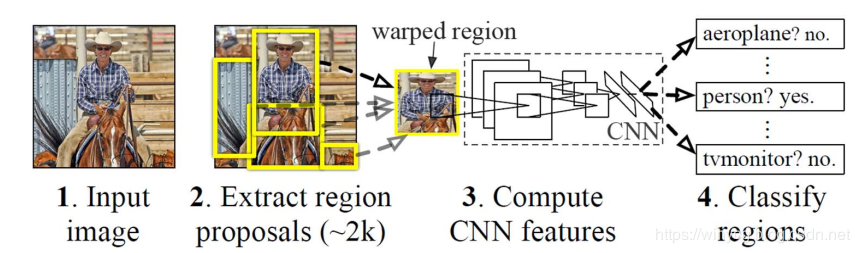 warped region
aeroplane? no.
person? yes.
CNN
tvmonitor? no.
1. Input
image
2. Extract region
proposals (~2k)
3. Compute
CNN features
4. Classify
regions